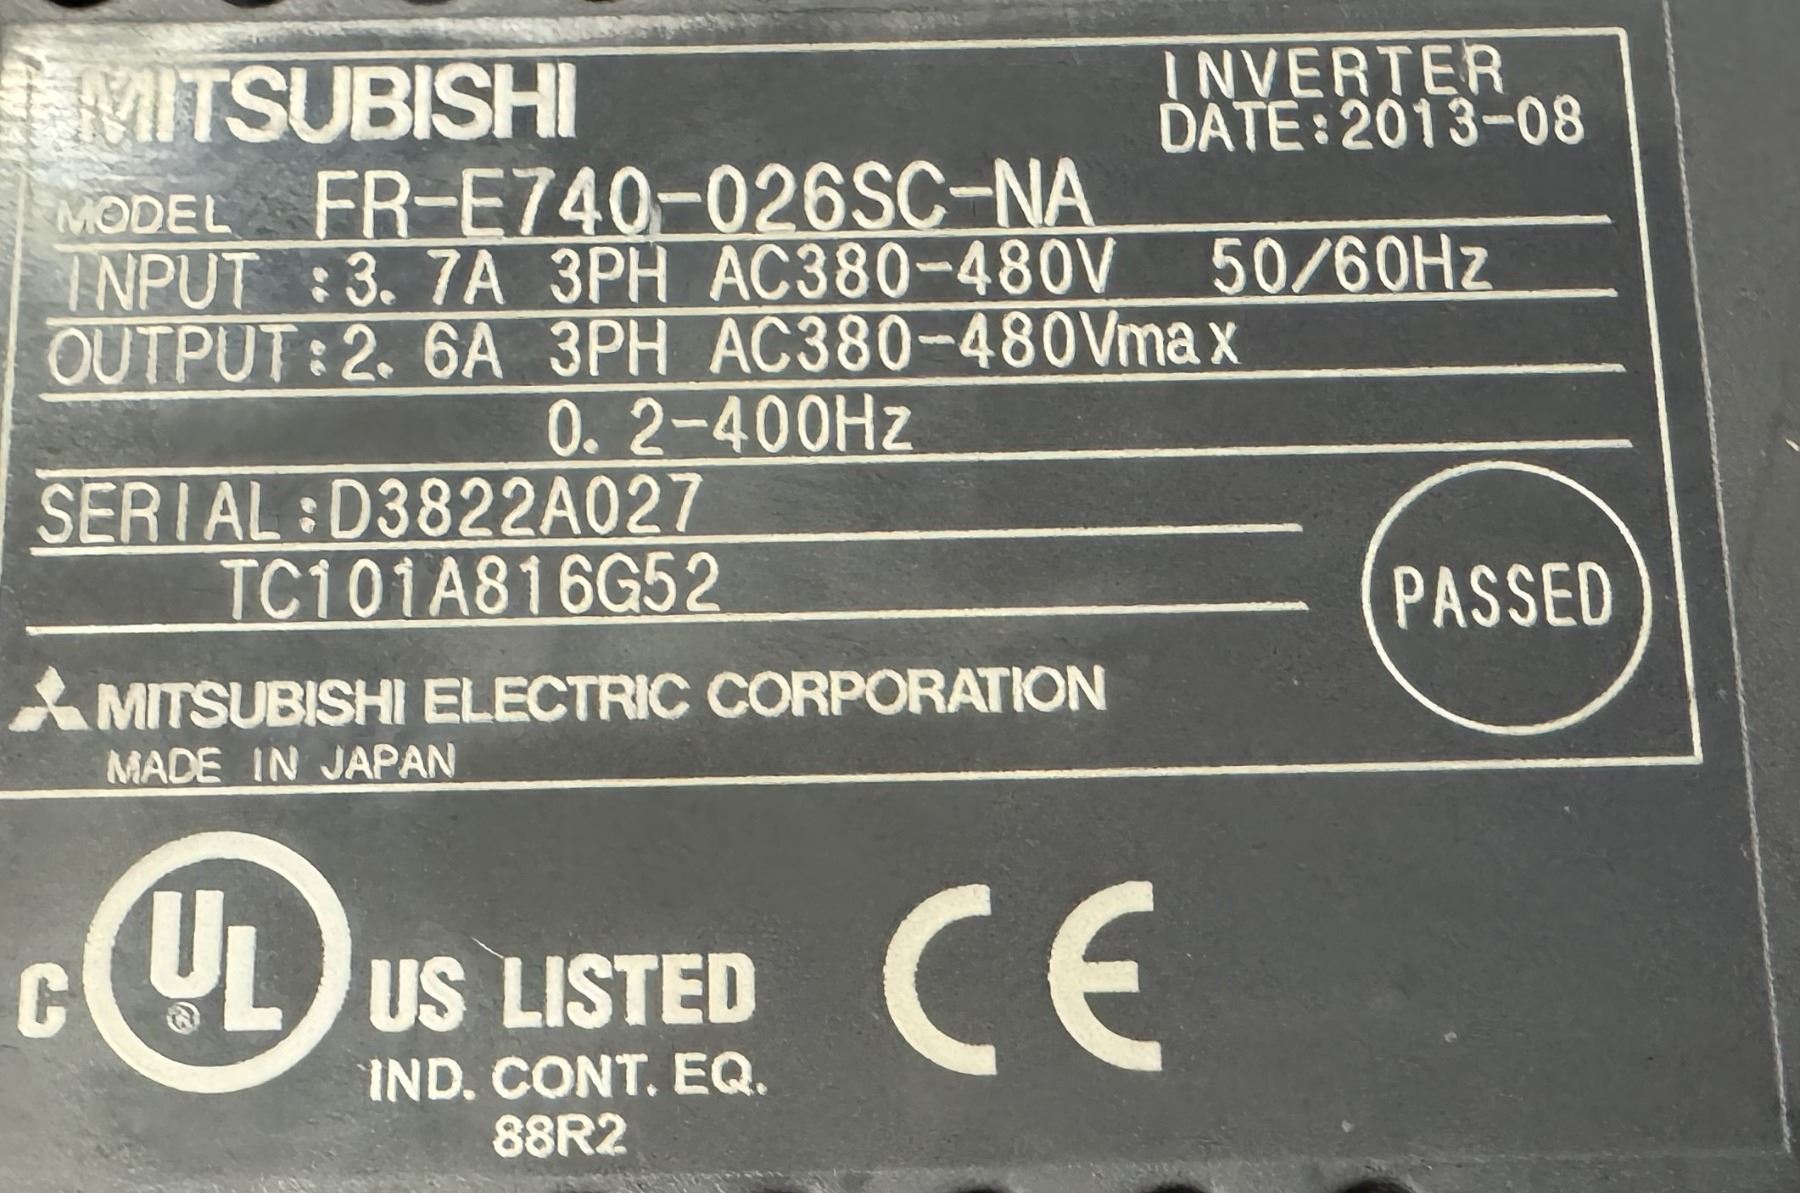 MITSUBISHI
INVERTER
DATE:2013-08
MODEL FR-E740-026SC-NA
INPUT :3. 7A 3PH AC380-480V 50/60Hz
OUTPUT:2. 6A 3PH AC380-480Vmax
0. 2-400Hz
SERIAL:D3822A027
TC101A816G52
PASSED
MITSUBISHI ELECTRIC CORPORATION
MADE IN JAPAN
C UL ® US LISTED
CE
IND. CONT. EQ.
88R2